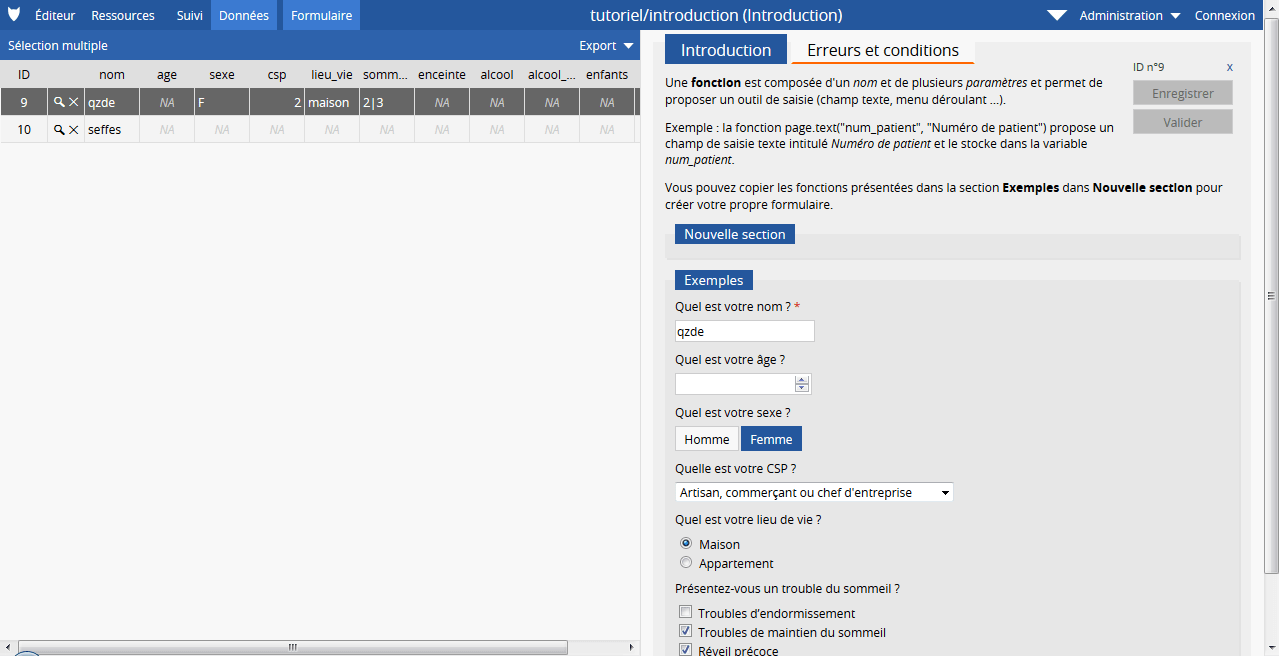 Éditeur Ressources Suivi Données Formulaire tutoriel/introduction (Introduction) Administration Connexion
Sélection multiple Export
ID nom age sexe csp lieu_vie somm... enceinte alcool alcool_... enfants
9 qzde NA F 2 maison 2|3 NA NA NA NA
10 seffes NA NA NA NA NA NA NA NA NA
Introduction Erreurs et conditions
ID n°9 x
Enregistrer
Valider
Une fonction est composée d'un nom et de plusieurs paramètres et permet de
proposer un outil de saisie (champ texte, menu déroulant ...).
Exemple : la fonction page.text("num_patient", "Numéro de patient") propose un
champ de saisie texte intitulé Numéro de patient et le stocke dans la variable
num_patient.
Vous pouvez copier les fonctions présentées dans la section Exemples dans Nouvelle section pour
créer votre propre formulaire.
Nouvelle section
Exemples
Quel est votre nom ? *
qzde
Quel est votre âge ?
Quel est votre sexe ?
Homme Femme
Quelle est votre CSP ?
Artisan, commerçant ou chef d'entreprise
Quel est votre lieu de vie ?
Maison
Appartement
Présentez-vous un trouble du sommeil ?
Troubles d’endormissement
Troubles de maintien du sommeil
Réveil précoce